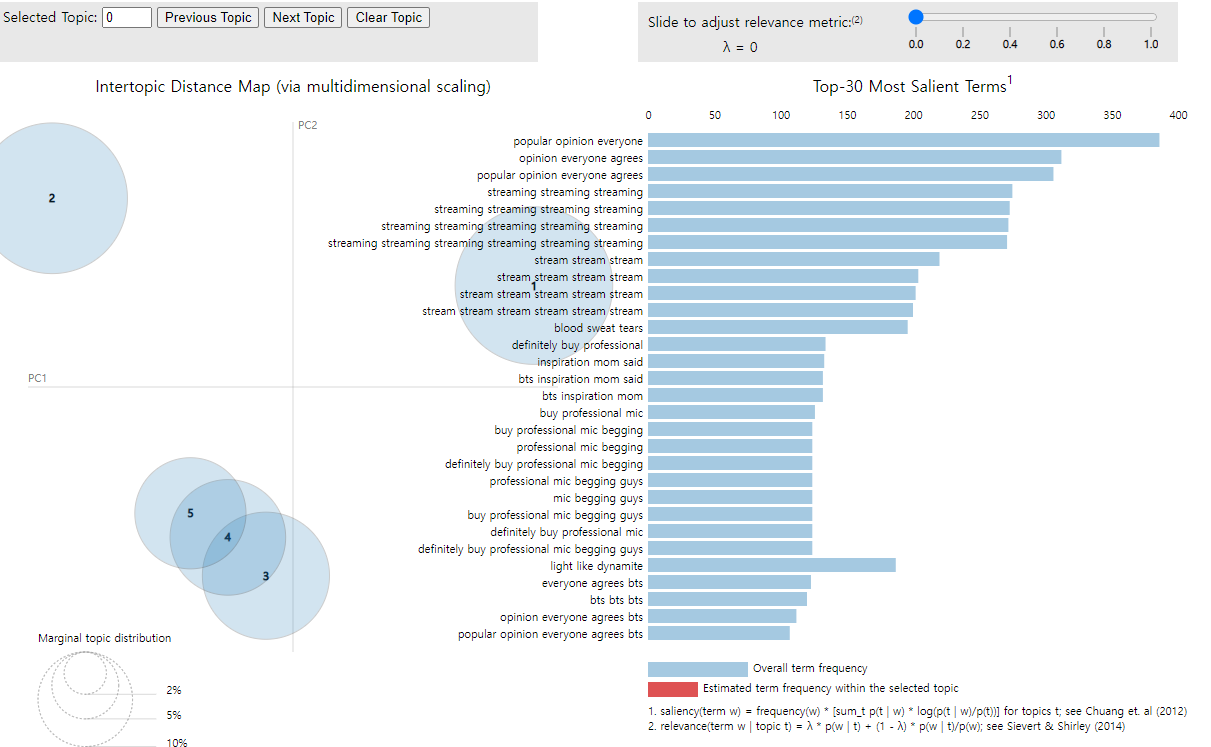 Selected Topic: 0 Previous Topic Next Topic Clear Topic
Slide to adjust relevance metric:(2)
λ = 0
0.0 0.2 0.4 0.6 0.8 1.0
Intertopic Distance Map (via multidimensional scaling)
PC2
PC1
2
1
5
4
3
Marginal topic distribution
2%
5%
10%
Top-30 Most Salient Terms1
0 50 100 150 200 250 300 350 400
popular opinion everyone
opinion everyone agrees
popular opinion everyone agrees
streaming streaming streaming
streaming streaming streaming streaming
streaming streaming streaming streaming streaming
streaming streaming streaming streaming streaming streaming
stream stream stream
stream stream stream stream
stream stream stream stream stream
stream stream stream stream stream stream
blood sweat tears
definitely buy professional
inspiration mom said
bts inspiration mom said
bts inspiration mom
buy professional mic
buy professional mic begging
professional mic begging
definitely buy professional mic begging
professional mic begging guys
mic begging guys
buy professional mic begging guys
definitely buy professional mic
definitely buy professional mic begging guys
light like dynamite
everyone agrees bts
bts bts bts
opinion everyone agrees bts
popular opinion everyone agrees bts
Overall term frequency
Estimated term frequency within the selected topic
1. saliency(term w) = frequency(w) * [sum_t p(t | w) * log(p(t | w)/p(t))] for topics t; see Chuang et. al (2012)
2. relevance(term w | topic t) = λ * p(w | t) + (1 - λ) * p(w | t)/p(w); see Sievert & Shirley (2014)